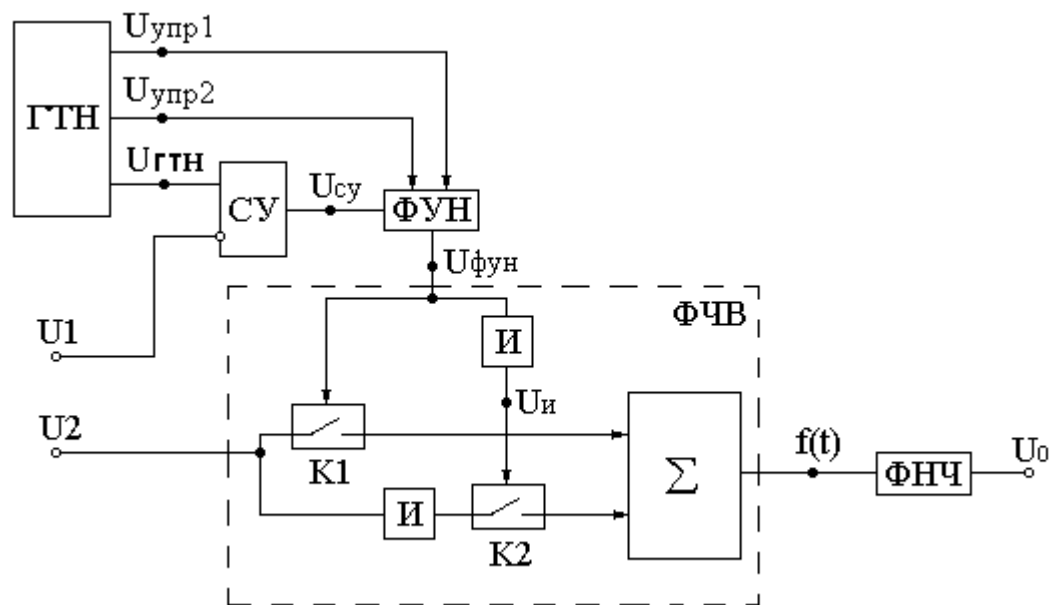 Uупр1
Uупр2
ГТН
Uгтн
СУ
Uсу
ФУН
Uфун
ФЧВ
U1
И
Uи
U2
К1
И
К2
Σ
f(t)
ФНЧ
U0